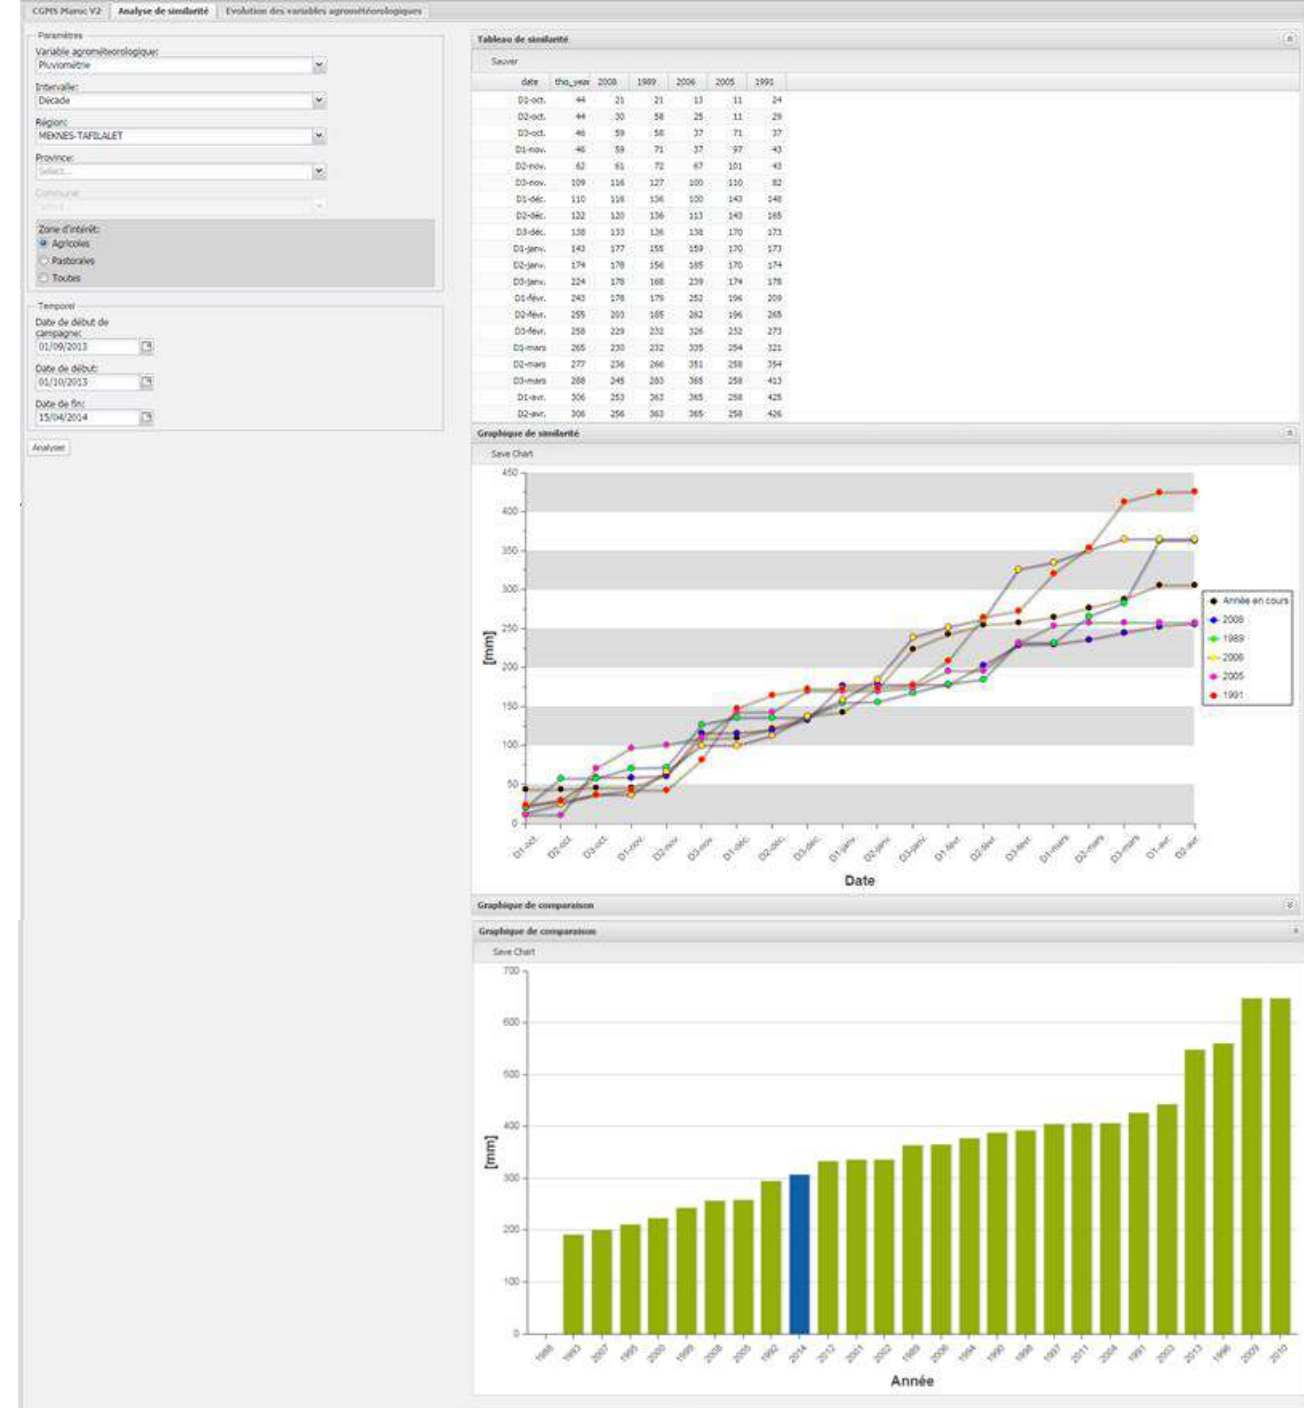 CGMS Maroc V2 Analyse de similarité Evolution des variables agrométéorologiques
Paramètres
Variable agrométeorologique:
Pluviométrie
Intervalle:
Décade
Région:
MEKNES-TAFILALET
Province:
Select...
Commune:
Select...
Zone d'intérêt:
Agricoles
Pastorales
Toutes
Temporel
Date de début de
campagne:
01/09/2013
Date de début:
01/10/2013
Date de fin:
15/04/2014
Analyser
Tableau de similarité
Sauver
date this_year 2008 1989 2006 2005 1991
D1-oct. 44 21 21 13 11 24
D2-oct. 44 30 58 25 11 29
D3-oct. 46 59 58 37 71 37
D1-nov. 46 59 71 37 97 43
D2-nov. 62 61 72 67 101 43
D3-nov. 109 116 127 100 110 82
D1-déc. 110 116 136 100 143 148
D2-déc. 122 120 136 113 143 165
D3-déc. 138 133 136 138 170 173
D1-janv. 143 177 155 159 170 173
D2-janv. 174 178 156 185 170 174
D3-janv. 224 178 168 239 174 178
D1-févr. 243 178 179 252 196 209
D2-févr. 255 203 185 262 196 265
D3-févr. 258 229 232 326 232 273
D1-mars 265 230 232 335 254 321
D2-mars 277 236 266 351 258 354
D3-mars 288 245 283 365 258 413
D1-avr. 306 253 363 365 258 425
D2-avr. 306 256 363 365 258 426
Graphique de similarité
Save Chart
450
400
350
300
250
200
150
100
50
0
[mm]
D1-oct. D2-oct. D3-oct. D1-nov. D2-nov. D3-nov. D1-déc. D2-déc. D3-déc. D1-janv. D2-janv. D3-janv. D1-févr. D2-févr. D3-févr. D1-mars D2-mars D3-mars D1-avr. D2-avr.
Date
Année en cours
2008
1989
2006
2005
1991
Graphique de comparaison
Graphique de comparaison
Save Chart
700
600
500
400
300
200
100
0
[mm]
1988 1993 2007 1995 2000 1999 2008 2005 1992 2014 2012 2001 2002 1989 2006 1994 1990 1998 1997 2011 2004 1991 2003 2013 1996 2009 2010
Année